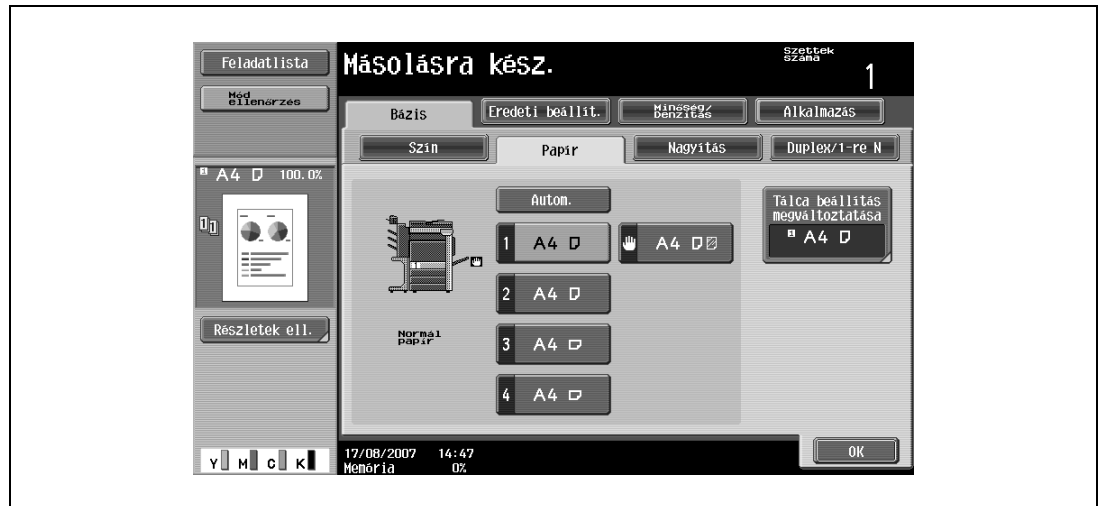 Feladatlista
Mód
ellenőrzés
Másolásra kész.
Szettek
száma
1
Bázis
Eredeti beállít.
Minőség/
Denzitás
Alkalmazás
Szín
Papír
Nagyítás
Duplex/1-re N
A4 100.0%
Autom.
1 A4
A4
2 A4
3 A4
4 A4
Normál
papír
Tálca beállítás
megváltoztatása
A4
Részletek ell.
Y M C K
17/08/2007 14:47
Memória 0%
OK